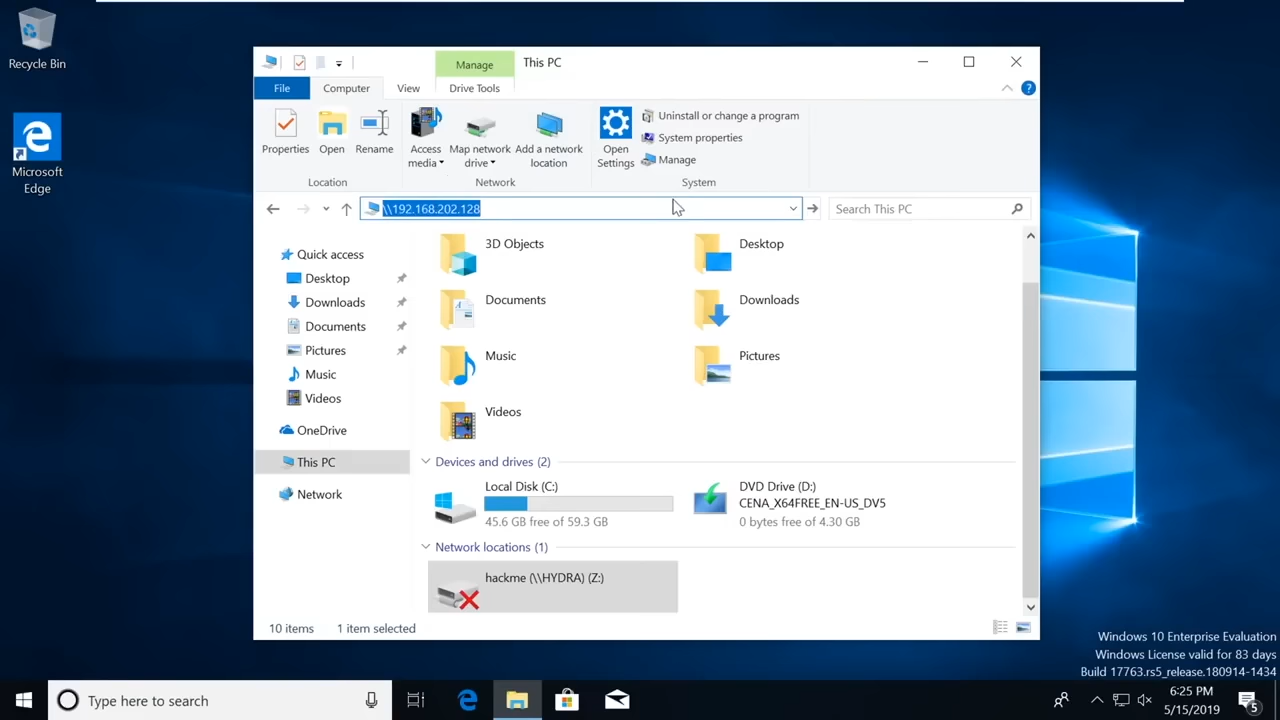 Recycle Bin
Microsoft
Edge
Manage
This PC
File
Computer
View
Drive Tools
Properties
Open
Rename
Location
Access
media
Map network
drive
Add a network
location
Network
Open
Settings
Uninstall or change a program
System properties
Manage
System
\\192.168.202.128
Search This PC
Quick access
Desktop
Downloads
Documents
Pictures
Music
Videos
OneDrive
This PC
Network
3D Objects
Desktop
Documents
Downloads
Music
Pictures
Videos
Devices and drives (2)
Local Disk (C:)
45.6 GB free of 59.3 GB
DVD Drive (D:)
CENA_X64FREE_EN-US_DV5
0 bytes free of 4.30 GB
Network locations (1)
hackme (\\HYDRA) (Z:)
10 items
1 item selected
Windows 10 Enterprise Evaluation
Windows License valid for 83 days
Build 17763.rs5_release.180914-1434
Type here to search
6:25 PM
5/15/2019
5